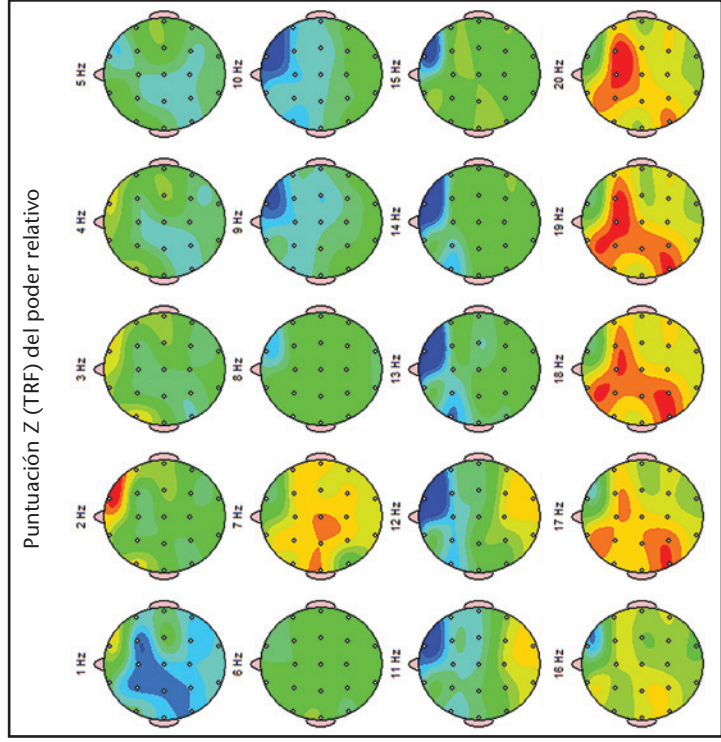 Puntuación Z (TRF) del poder relativo
1 Hz 2 Hz 3 Hz 4 Hz 5 Hz
6 Hz 7 Hz 8 Hz 9 Hz 10 Hz
11 Hz 12 Hz 13 Hz 14 Hz 15 Hz
16 Hz 17 Hz 18 Hz 19 Hz 20 Hz